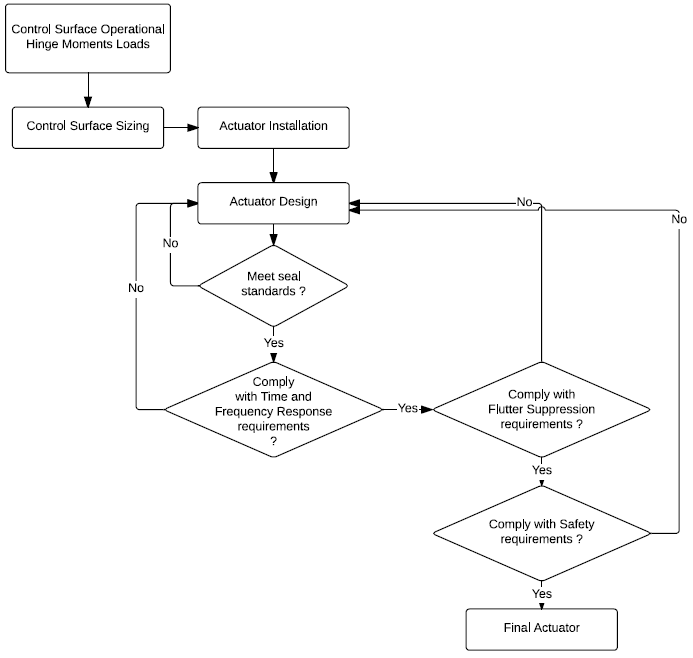 Control Surface Operational
Hinge Moments Loads
Control Surface Sizing
Actuator Installation
Actuator Design
No
No
No
No
Meet seal
standards ?
Yes
Comply
with Time and
Frequency Response
requirements
?
Yes
Comply with
Flutter Suppression
requirements ?
Yes
Comply with Safety
requirements ?
Yes
Final Actuator